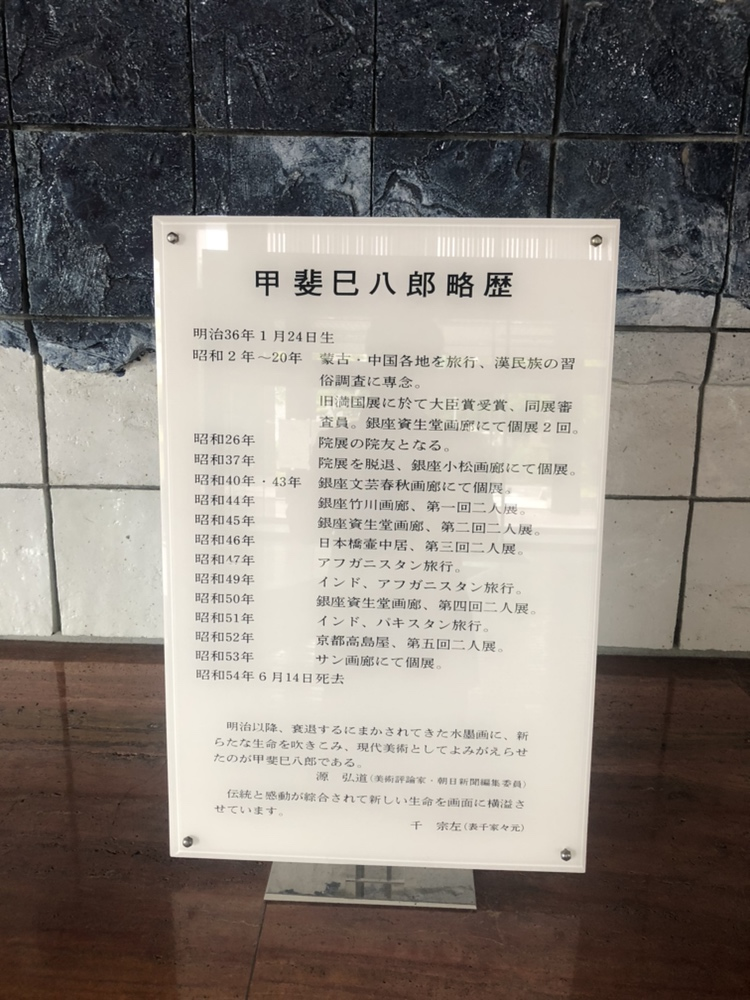 甲斐巳八郎略歴
明治36年1月24日生
昭和2年〜20年 蒙古・中国各地を旅行、漢民族の習
俗調査に専念。
旧満国展に於て大臣賞受賞、同展審
査員。銀座資生堂画廊にて個展2回。
昭和26年 院展の院友となる。
昭和37年 院展を脱退、銀座小松画廊にて個展。
昭和40年・43年 銀座文芸春秋画廊にて個展。
昭和44年 銀座竹川画廊、第一回二人展。
昭和45年 銀座資生堂画廊、第二回二人展。
昭和46年 日本橋壷中居、第三回二人展。
昭和47年 アフガニスタン旅行。
昭和49年 インド、アフガニスタン旅行。
昭和50年 銀座資生堂画廊、第四回二人展。
昭和51年 インド、パキスタン旅行。
昭和52年 京都高島屋、第五回二人展。
昭和53年 サン画廊にて個展。
昭和54年6月14日死去
明治以降、衰退するにまかされてきた水墨画に、新
らたな生命を吹きこみ、現代美術としてよみがえらせ
たのが甲斐巳八郎である。
源 弘道(美術評論家・朝日新聞編集委員)
伝統と感動が綜合されて新しい生命を画面に横溢さ
せています。
千 宗左(表千家々元)